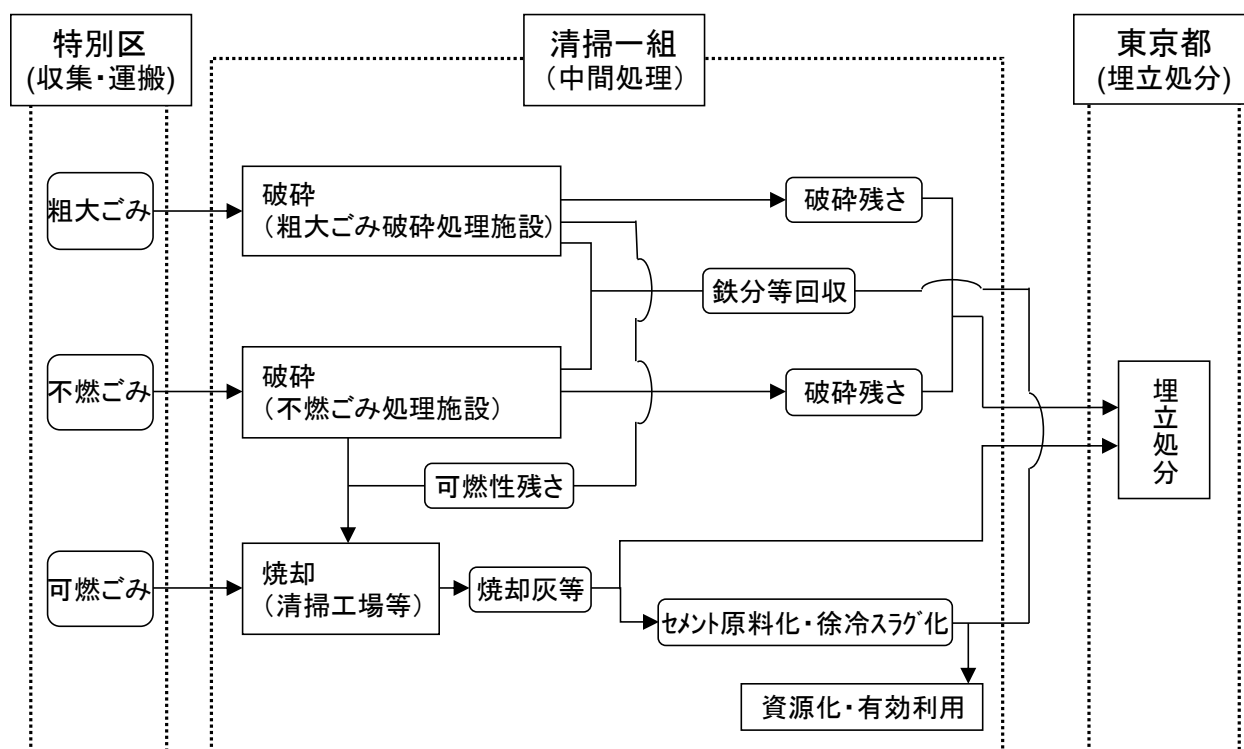 特別区
(収集・運搬)
清掃一組
（中間処理）
東京都
(埋立処分)
粗大ごみ
破砕
（粗大ごみ破砕処理施設）
破砕残さ
鉄分等回収
不燃ごみ
破砕
（不燃ごみ処理施設）
破砕残さ
埋立処分
可燃性残さ
可燃ごみ
焼却
（清掃工場等）
焼却灰等
ｾﾒﾝﾄ原料化・徐冷ｽﾗｸﾞ化
資源化・有効利用